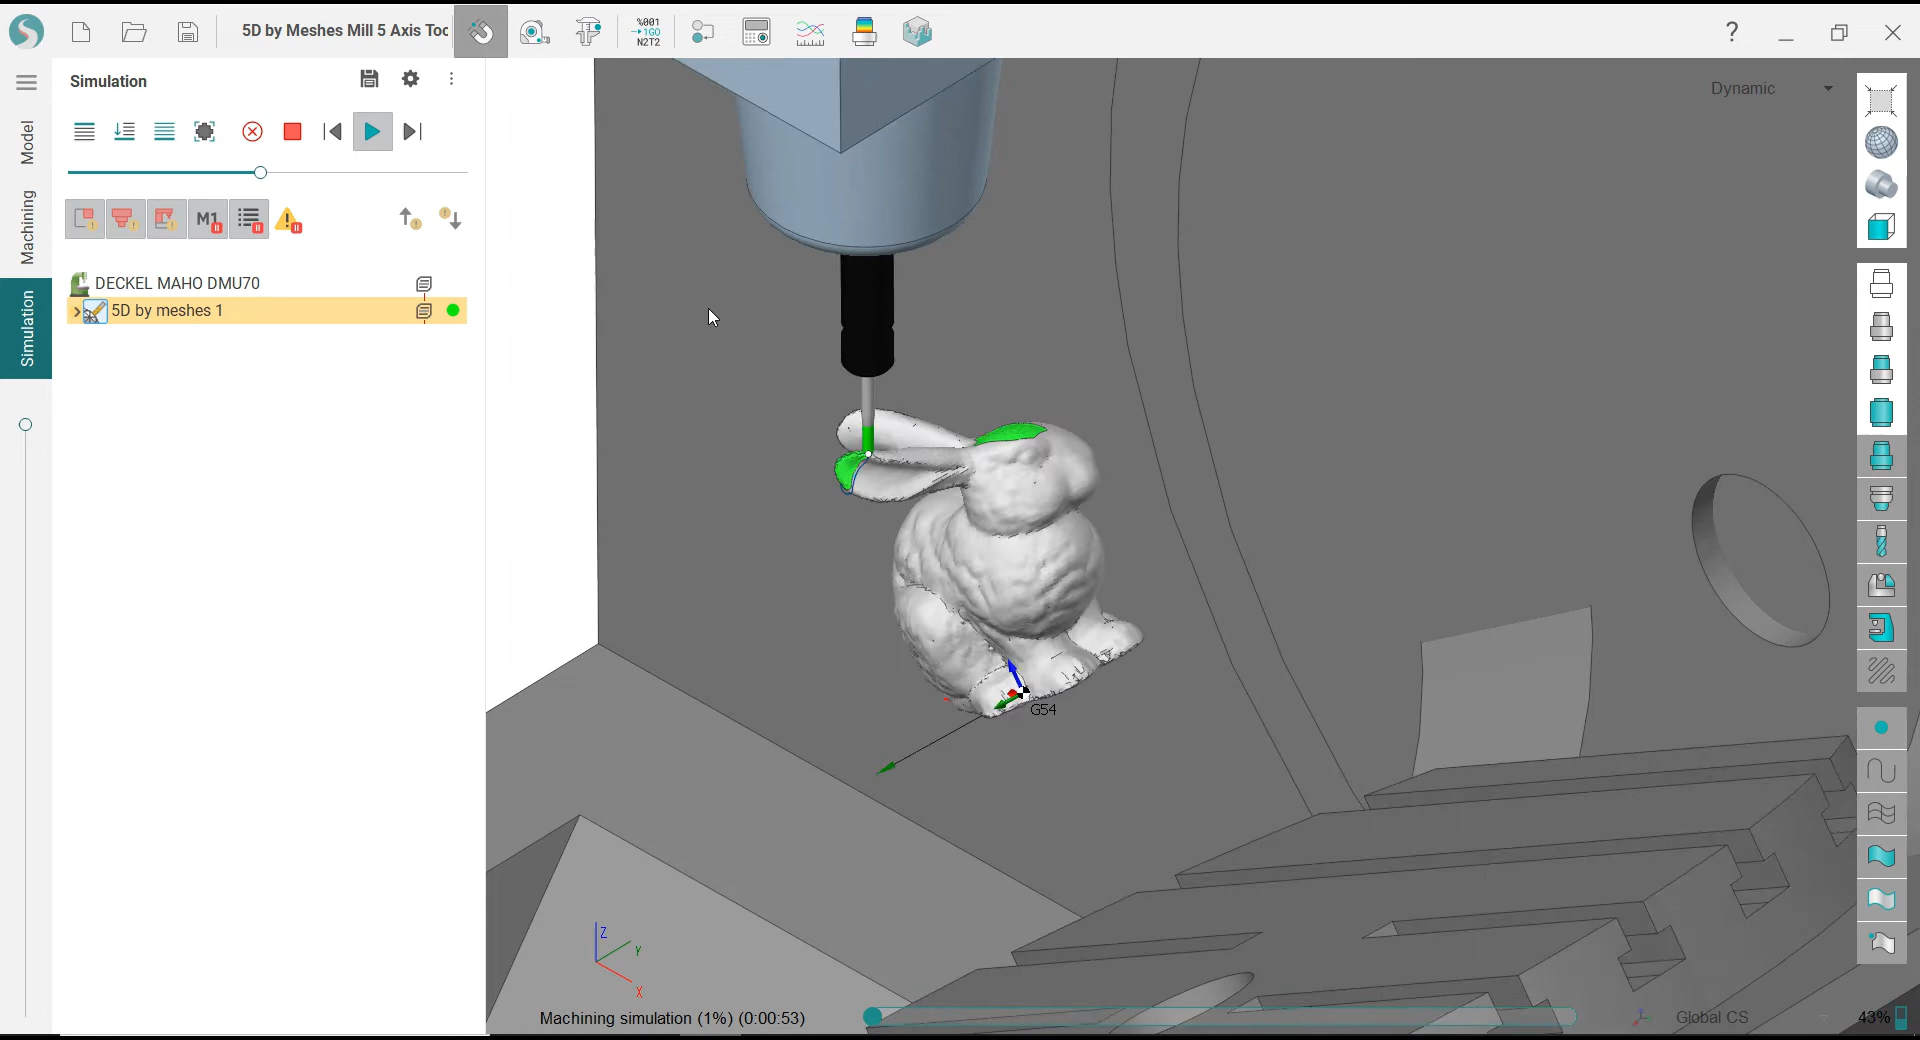 5D by Meshes Mill 5 Axis Too
%001
1G0
N2T2
?
Simulation
Model
Machining
Simulation
M1
DECKEL MAHO DMU70
5D by meshes 1
Dynamic
G54
Z
Y
X
Machining simulation (1%) (0:00:53)
Global CS
43%